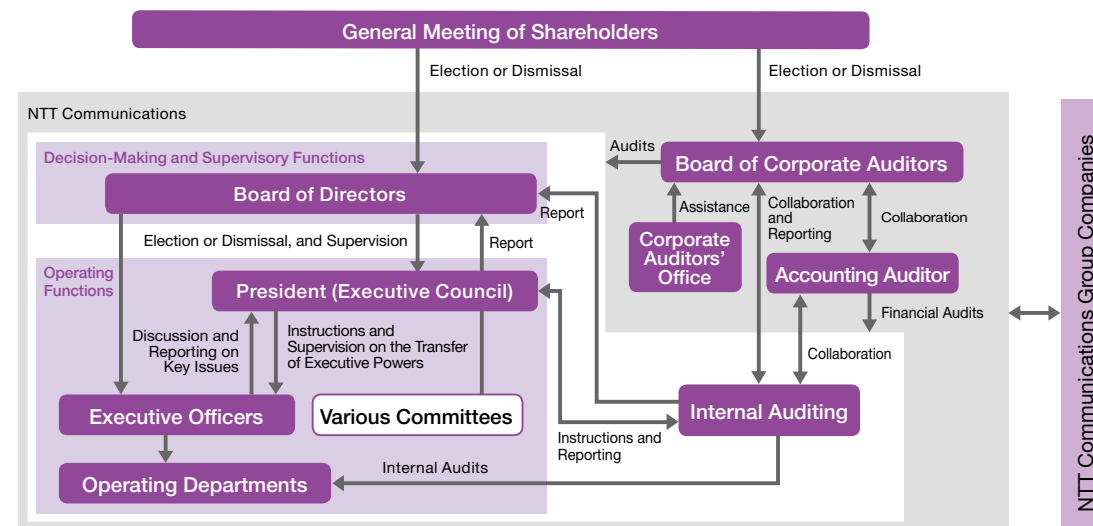 General Meeting of Shareholders
Election or Dismissal
Election or Dismissal
NTT Communications
Decision-Making and Supervisory Functions
Board of Directors
Audits
Board of Corporate Auditors
Report
Assistance
Collaboration
and
Reporting
Collaboration
Corporate
Auditors'
Office
Election or Dismissal, and Supervision
Report
Operating
Functions
President (Executive Council)
Accounting Auditor
Financial Audits
Discussion and
Reporting on
Key Issues
Instructions and
Supervision on the Transfer
of Executive Powers
Collaboration
Executive Officers
Various Committees
Internal Auditing
Instructions and
Reporting
Internal Audits
Operating Departments
NTT Communications Group Companies